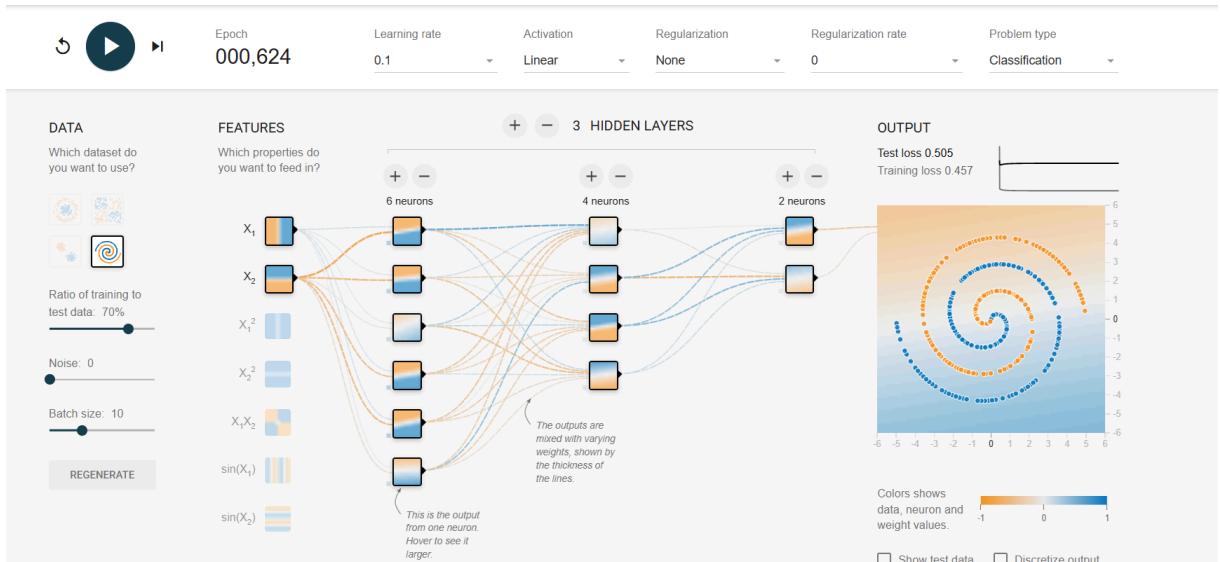 Epoch
000,624
Learning rate
0.1
Activation
Linear
Regularization
None
Regularization rate
0
Problem type
Classification
DATA
Which dataset do
you want to use?
Ratio of training to
test data: 70%
Noise: 0
Batch size: 10
REGENERATE
FEATURES
Which properties do
you want to feed in?
X₁
X₂
X₁²
X₂²
X₁X₂
sin(X₁)
sin(X₂)
+ − 3 HIDDEN LAYERS
+ −
6 neurons
+ −
4 neurons
+ −
2 neurons
This is the output
from one neuron.
Hover to see it
larger.
The outputs are
mixed with varying
weights, shown by
the thickness of
the lines.
OUTPUT
Test loss 0.505
Training loss 0.457
6
5
4
3
2
1
0
-1
-2
-3
-4
-5
-6
-6 -5 -4 -3 -2 -1 0 1 2 3 4 5 6
Colors shows
data, neuron and
weight values.
-1 0 1
Show test data
Discretize output